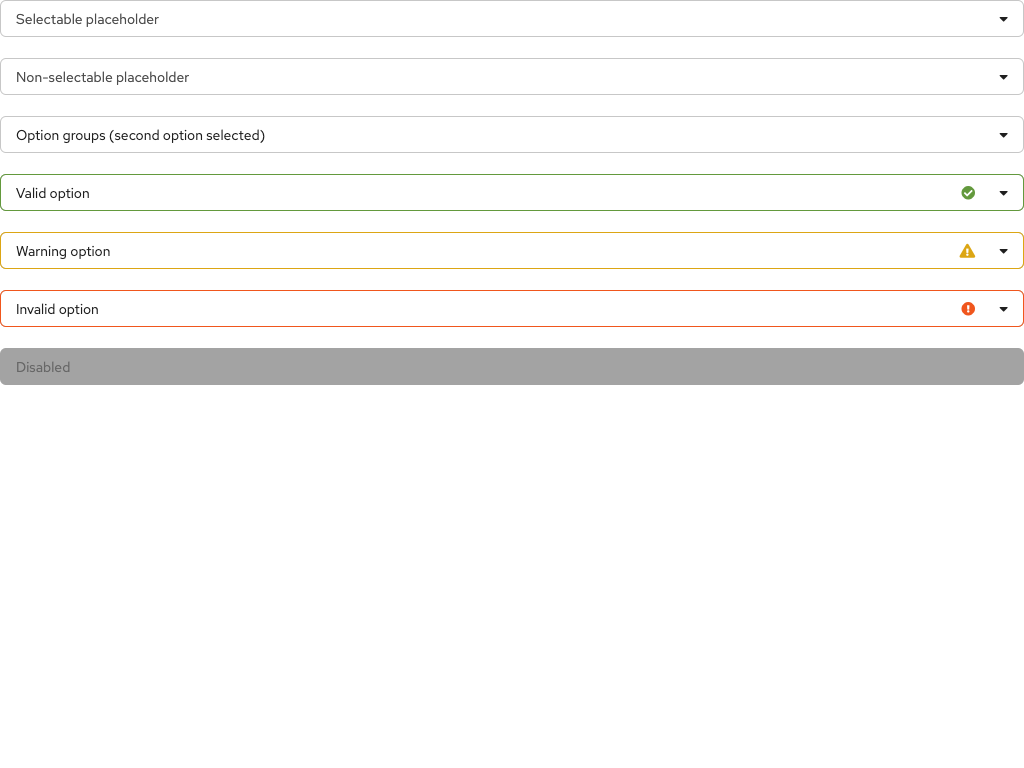 Selectable placeholder
Non-selectable placeholder
Option groups (second option selected)
Valid option
Warning option
Invalid option
Disabled